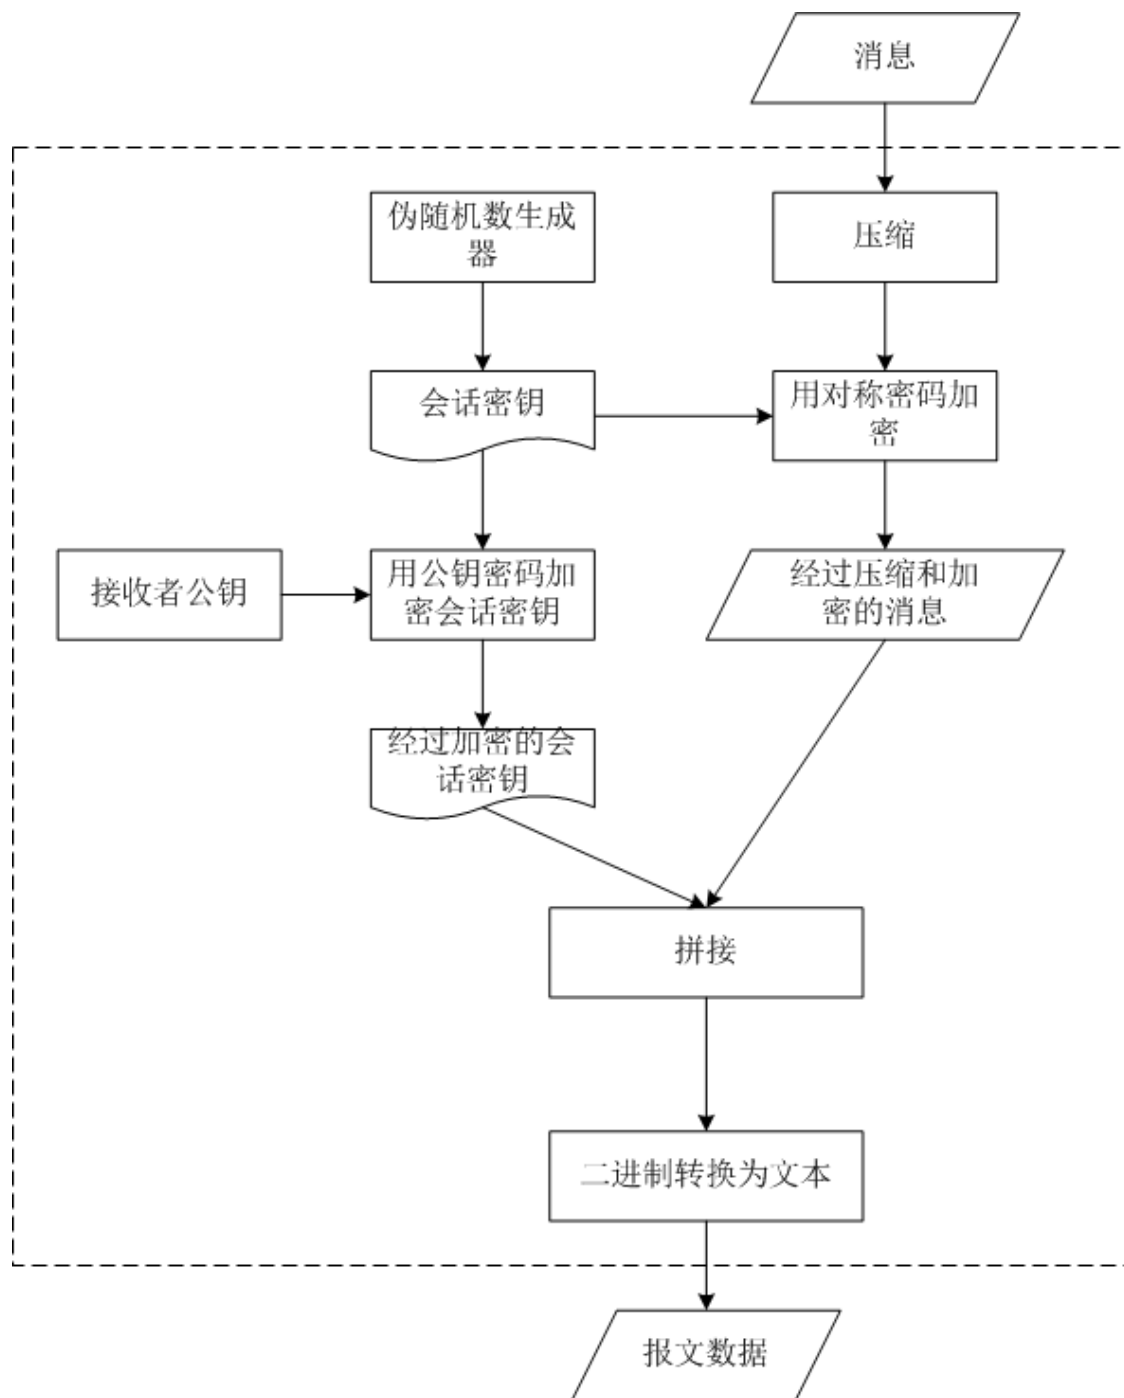 消息
伪随机数生成
器
压缩
会话密钥
用对称密码加
密
接收者公钥
用公钥密码加
密会话密钥
经过压缩和加
密的消息
经过加密的会
话密钥
拼接
二进制转换为文本
报文数据